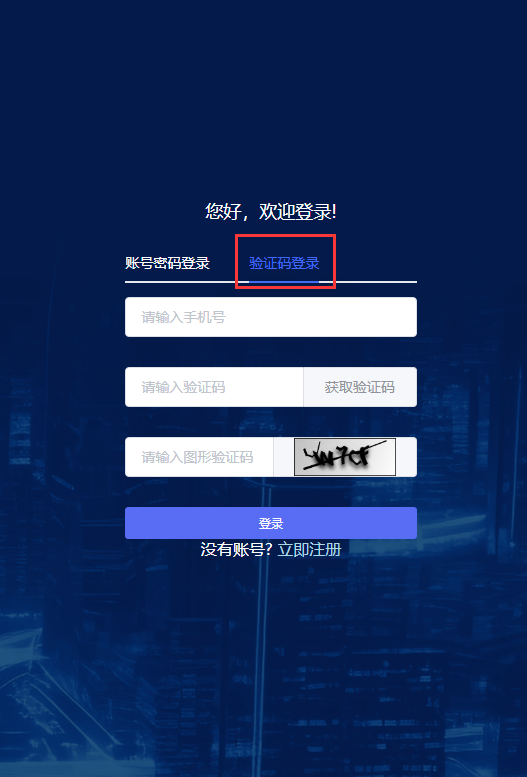 您好，欢迎登录!
账号密码登录 验证码登录
请输入手机号
请输入验证码 获取验证码
请输入图形验证码
登录
没有账号? 立即注册